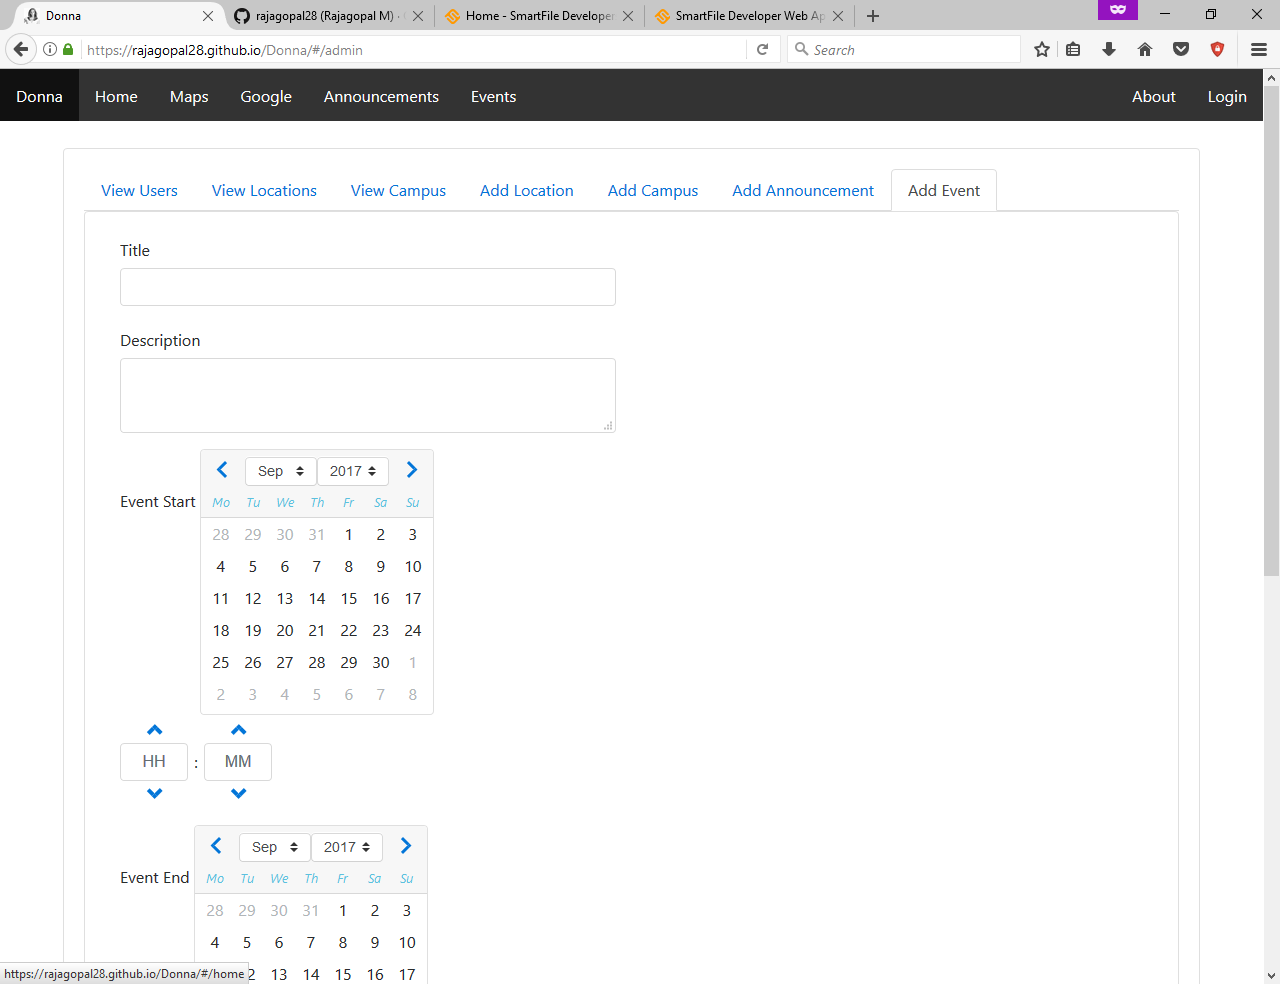 Donna
rajagopal28 (Rajagopal M) ·
Home - SmartFile Developer
SmartFile Developer Web Ap
https://rajagopal28.github.io/Donna/#/admin
Search
Donna Home Maps Google Announcements Events About Login
View Users View Locations View Campus Add Location Add Campus Add Announcement Add Event
Title
Description
Sep 2017
Event Start
Mo Tu We Th Fr Sa Su
28 29 30 31 1 2 3
4 5 6 7 8 9 10
11 12 13 14 15 16 17
18 19 20 21 22 23 24
25 26 27 28 29 30 1
2 3 4 5 6 7 8
HH : MM
Sep 2017
Event End
Mo Tu We Th Fr Sa Su
28 29 30 31 1 2 3
4 5 6 7 8 9 10
13 14 15 16 17
https://rajagopal28.github.io/Donna/#/home